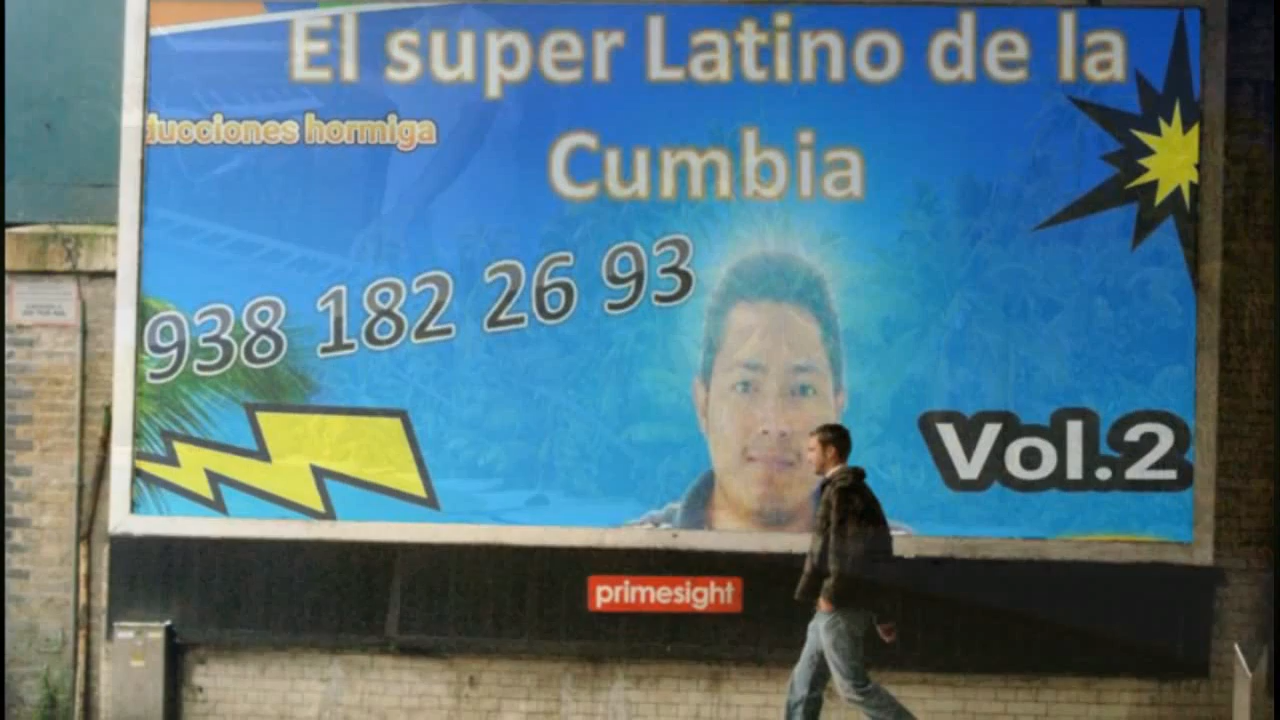 El super Latino de la
ducciones hormiga
Cumbia
938 182 26 93
Vol.2
primesight